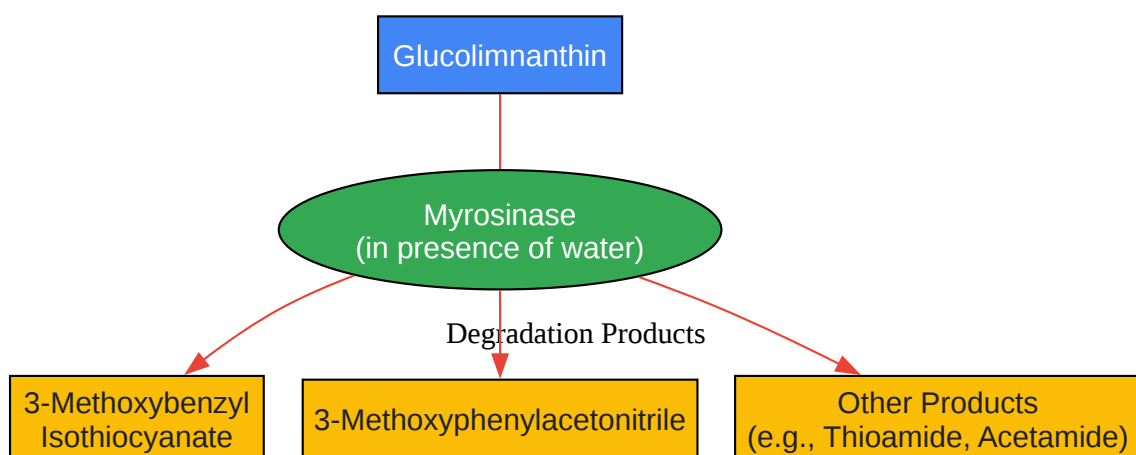 Glucolimnanthin
Myrosinase
(in presence of water)
Degradation Products
3-Methoxybenzyl
Isothiocyanate
3-Methoxyphenylacetonitrile
Other Products
(e.g., Thioamide, Acetamide)